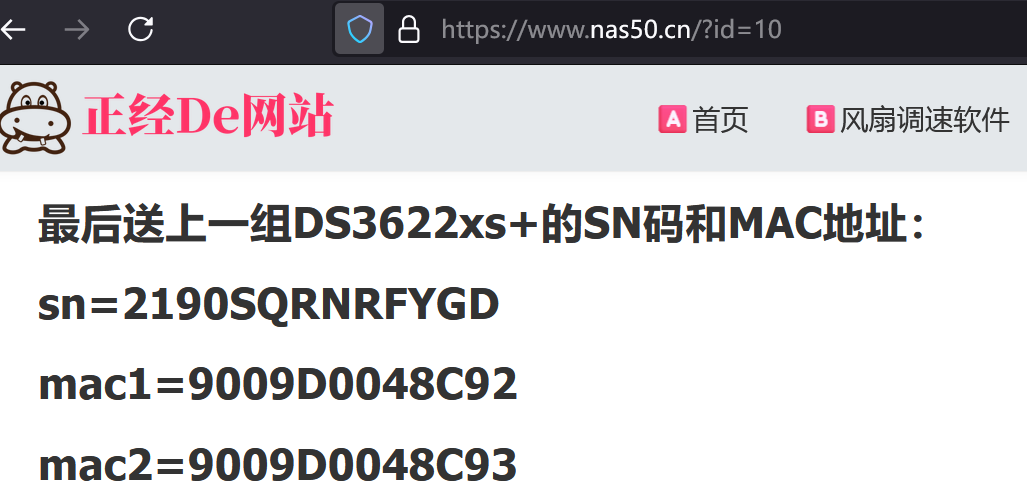 https://www.nas50.cn/?id=10
正经De网站
A 首页
B 风扇调速软件
最后送上一组DS3622xs+的SN码和MAC地址：
sn=2190SQRNRFYGD
mac1=9009D0048C92
mac2=9009D0048C93